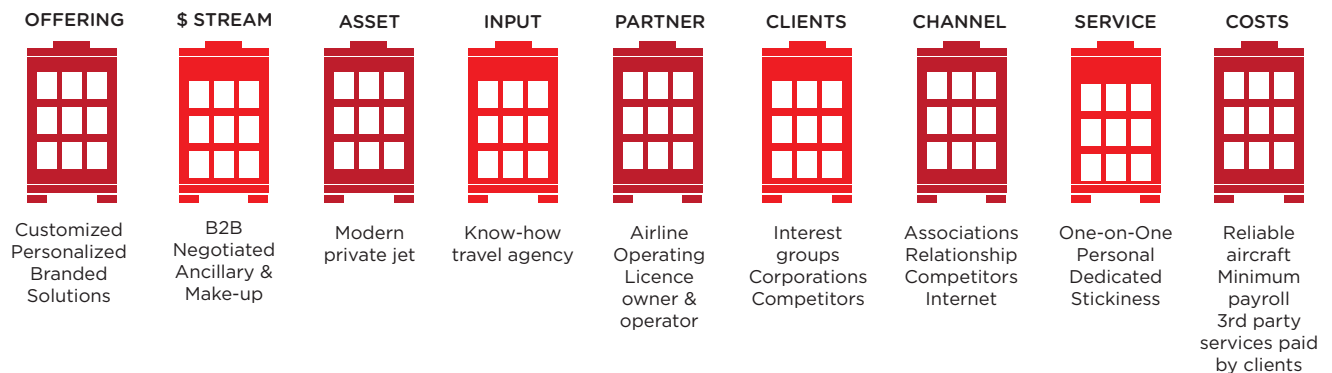 OFFERING
$ STREAM
ASSET
INPUT
PARTNER
CLIENTS
CHANNEL
SERVICE
COSTS
Customized
Personalized
Branded
Solutions
B2B
Negotiated
Ancillary &
Make-up
Modern
private jet
Know-how
travel agency
Airline
Operating
Licence
owner &
operator
Interest
groups
Corporations
Competitors
Associations
Relationship
Competitors
Internet
One-on-One
Personal
Dedicated
Stickiness
Reliable
aircraft
Minimum
payroll
3rd party
services paid
by clients